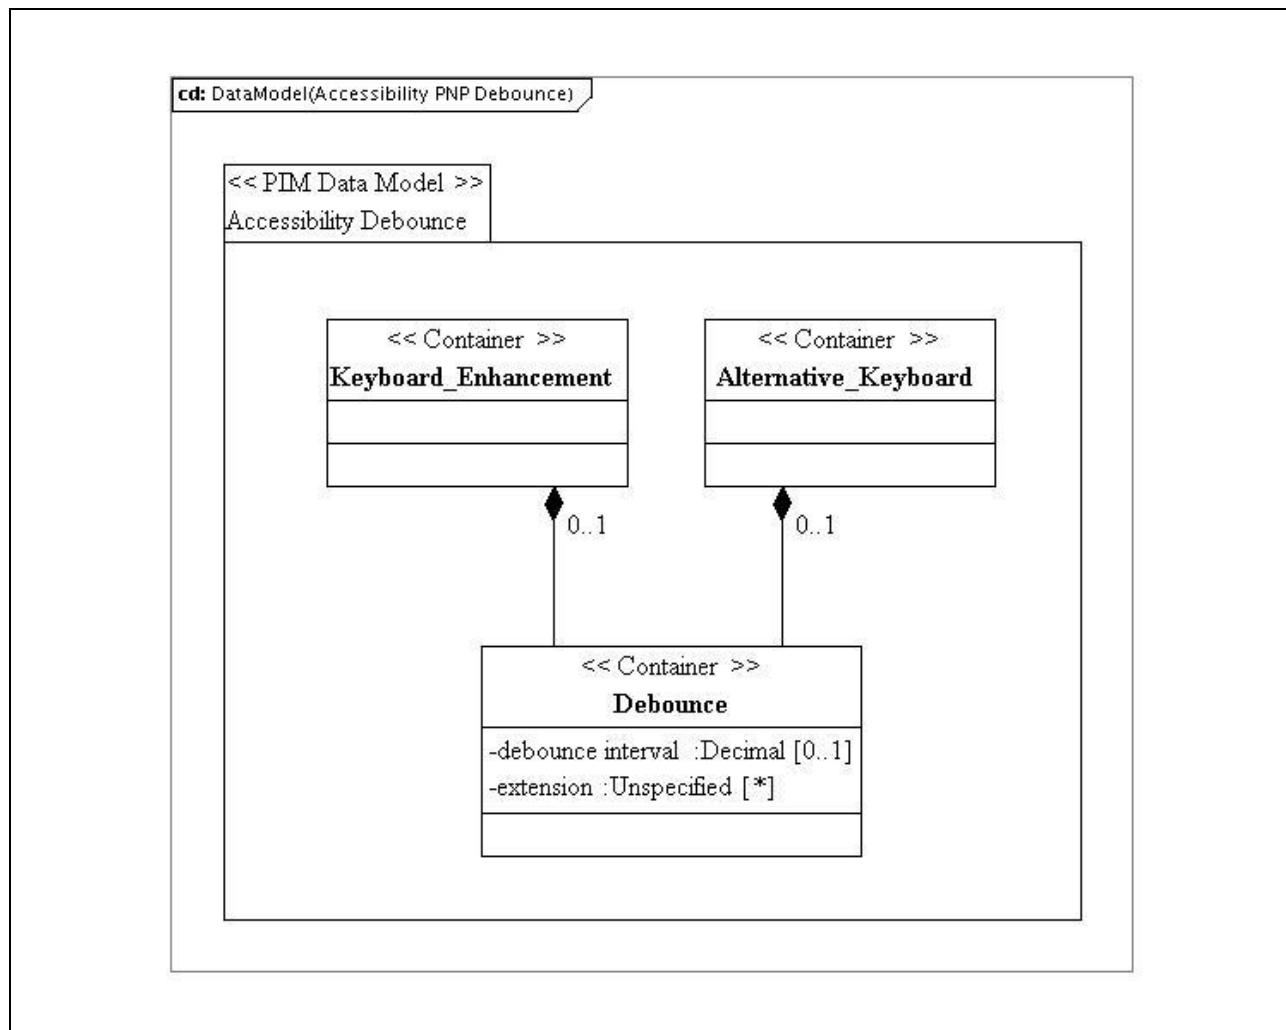 cd: DataModel(Accessibility PNP Debounce)
<< PIM Data Model >>
Accessibility Debounce
<< Container >>
Keyboard_Enhancement
<< Container >>
Alternative_Keyboard
0..1
0..1
<< Container >>
Debounce
-debounce interval :Decimal [0..1]
-extension :Unspecified [*]